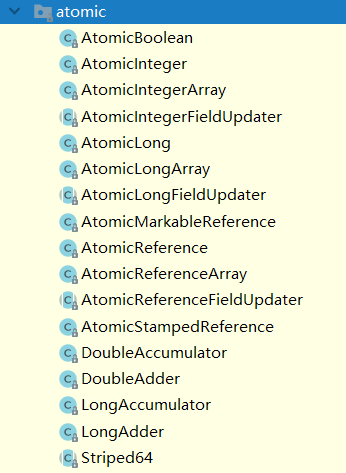 atomic
AtomicBoolean
AtomicInteger
AtomicIntegerArray
AtomicIntegerFieldUpdater
AtomicLong
AtomicLongArray
AtomicLongFieldUpdater
AtomicMarkableReference
AtomicReference
AtomicReferenceArray
AtomicReferenceFieldUpdater
AtomicStampedReference
DoubleAccumulator
DoubleAdder
LongAccumulator
LongAdder
Striped64